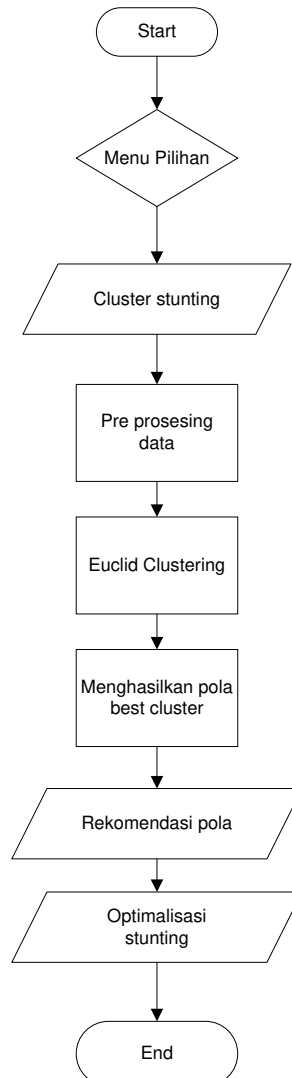 Start
Menu Pilihan
Cluster stunting
Pre prosesing
data
Euclid Clustering
Menghasilkan pola
best cluster
Rekomendasi pola
Optimalisasi
stunting
End